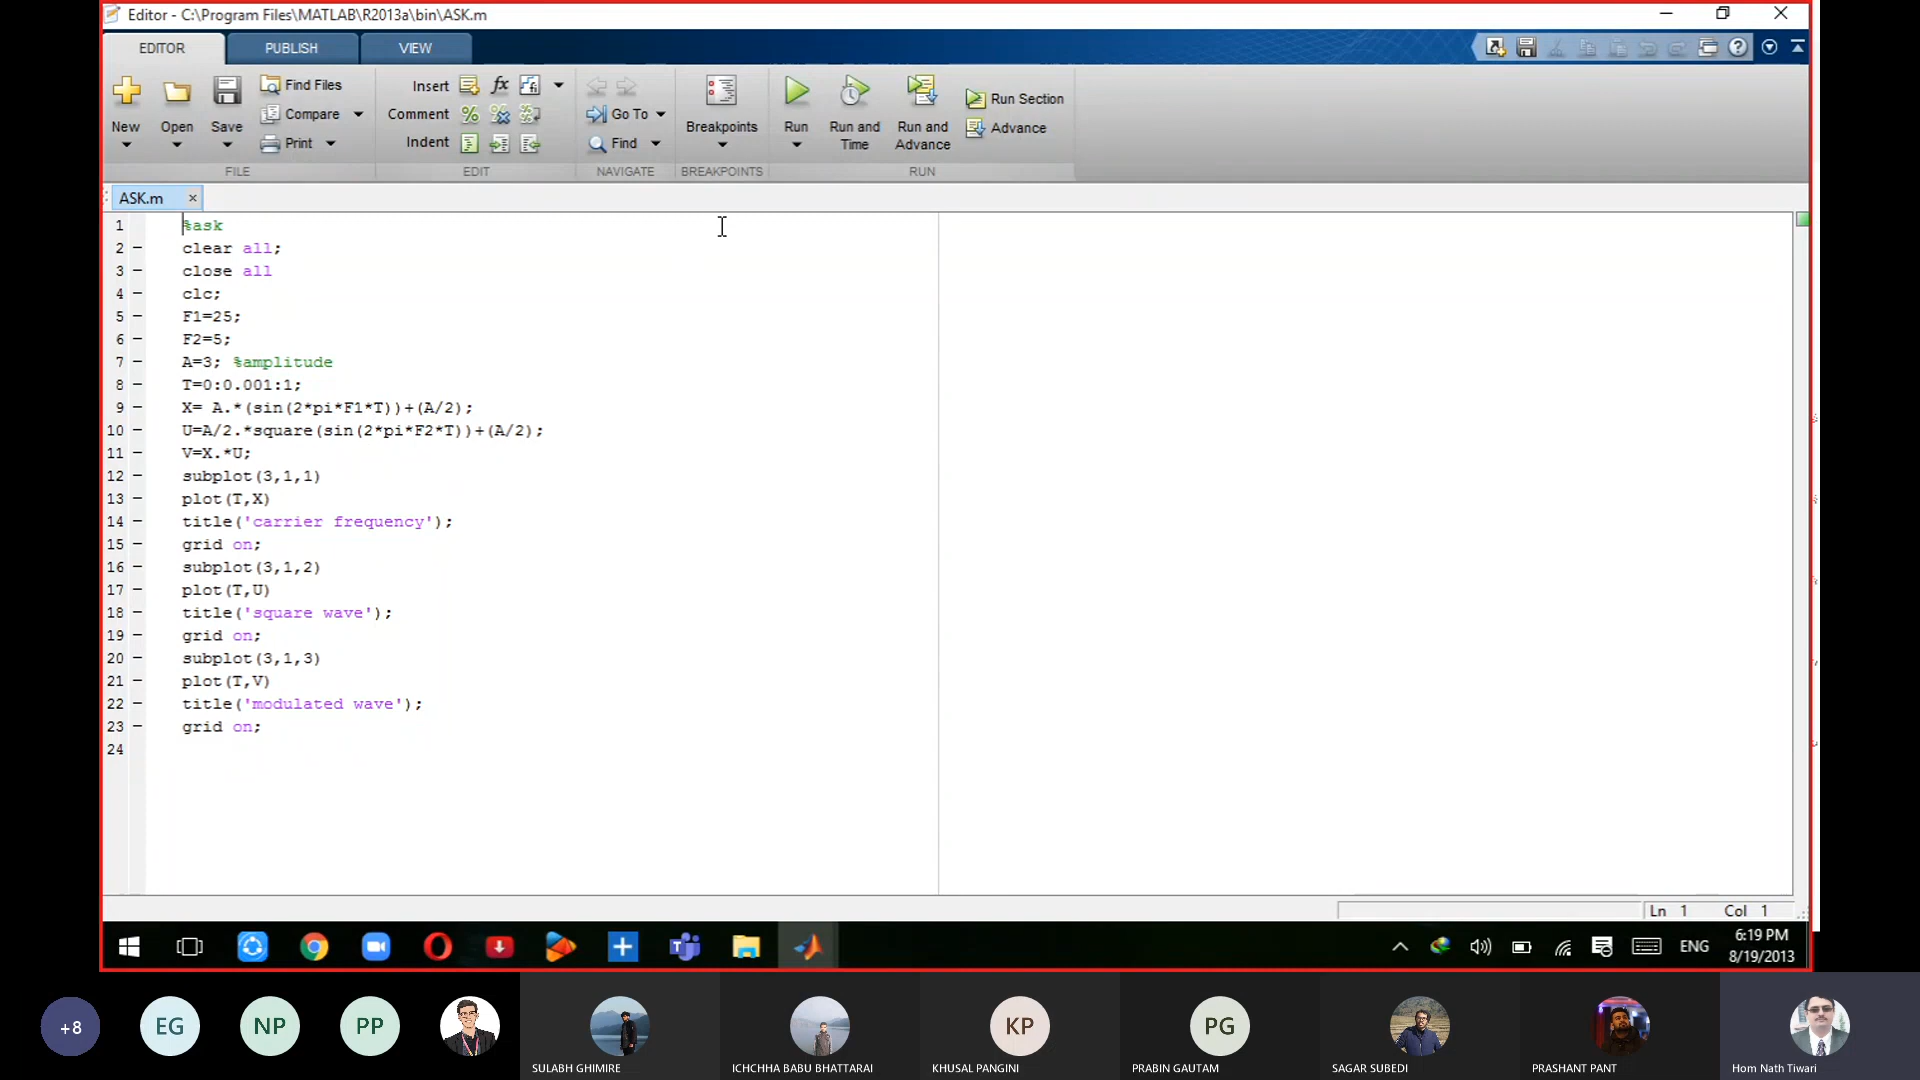 Editor - C:\Program Files\MATLAB\R2013a\bin\ASK.m
EDITOR PUBLISH VIEW
New Open Save Find Files Compare Print
FILE
Insert fx
Comment
Indent
EDIT
Go To
Find
NAVIGATE
Breakpoints
BREAKPOINTS
Run Run and Time Run and Advance Run Section Advance
RUN
ASK.m ×
1 %ask
2 - clear all;
3 - close all
4 - clc;
5 - F1=25;
6 - F2=5;
7 - A=3; %amplitude
8 - T=0:0.001:1;
9 - X= A.*(sin(2*pi*F1*T))+(A/2);
10 - U=A/2.*square(sin(2*pi*F2*T))+(A/2);
11 - V=X.*U;
12 - subplot(3,1,1)
13 - plot(T,X)
14 - title('carrier frequency');
15 - grid on;
16 - subplot(3,1,2)
17 - plot(T,U)
18 - title('square wave');
19 - grid on;
20 - subplot(3,1,3)
21 - plot(T,V)
22 - title('modulated wave');
23 - grid on;
24
Ln 1 Col 1
ENG
6:19 PM
8/19/2013
+8 EG NP PP KP PG
SULABH GHIMIRE ICHCHHA BABU BHATTARAI KHUSAL PANGINI PRABIN GAUTAM SAGAR SUBEDI PRASHANT PANT Hom Nath Tiwari